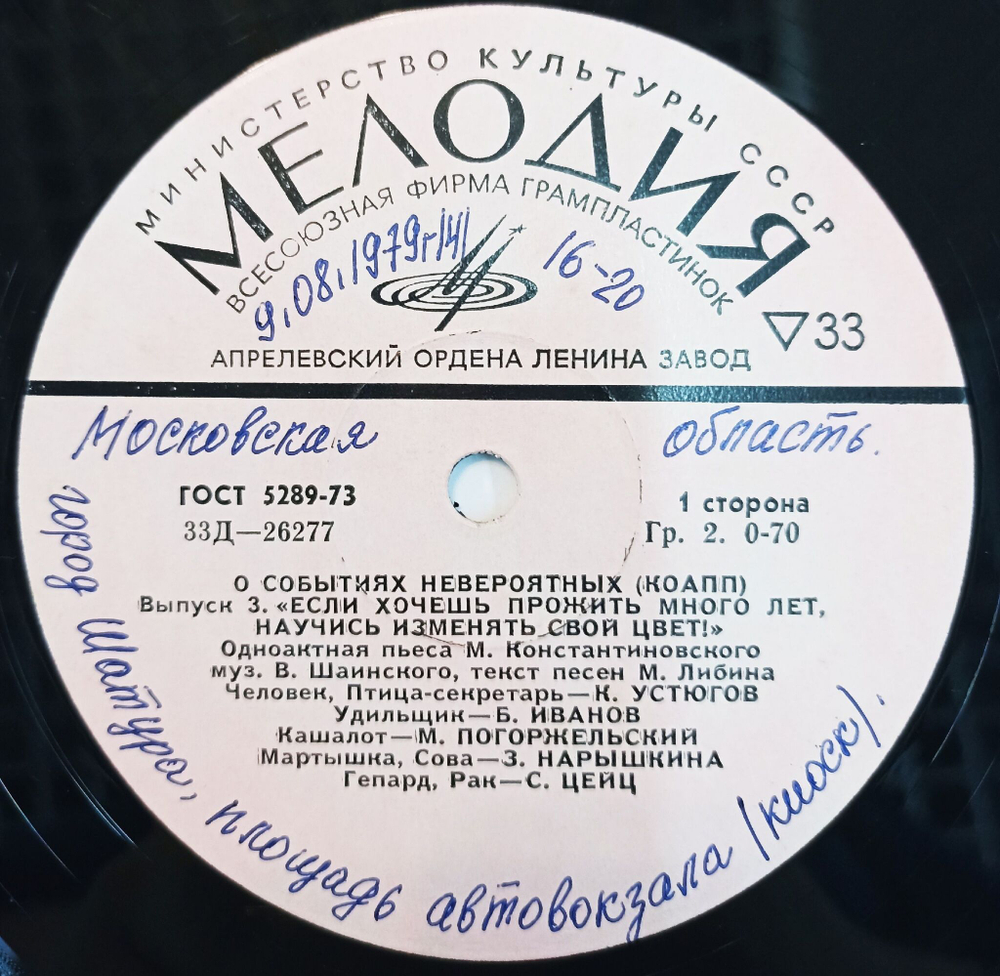 МИНИСТЕРСТВО КУЛЬТУРЫ СССР
МЕЛОДИЯ
ВСЕСОЮЗНАЯ ФИРМА ГРАМПЛАСТИНОК
9.08.1979г/4/ 16-20
▽33
АПРЕЛЕВСКИЙ ОРДЕНА ЛЕНИНА ЗАВОД
Московская область.
ГОСТ 5289-73
1 сторона
33Д—26277
Гр. 2. 0-70
О СОБЫТИЯХ НЕВЕРОЯТНЫХ (КОАПП)
Выпуск 3. «ЕСЛИ ХОЧЕШЬ ПРОЖИТЬ МНОГО ЛЕТ,
НАУЧИСЬ ИЗМЕНЯТЬ СВОЙ ЦВЕТ!»
Одноактная пьеса М. Константиновского
муз. В. Шаинского, текст песен М. Либина
Человек, Птица-секретарь—К. УСТЮГОВ
Удильщик—Б. ИВАНОВ
Кашалот—М. ПОГОРЖЕЛЬСКИЙ
Мартышка, Сова—З. НАРЫШКИНА
Гепард, Рак—С. ЦЕЙЦ
город Шатура, площадь автовокзала /киоск/.